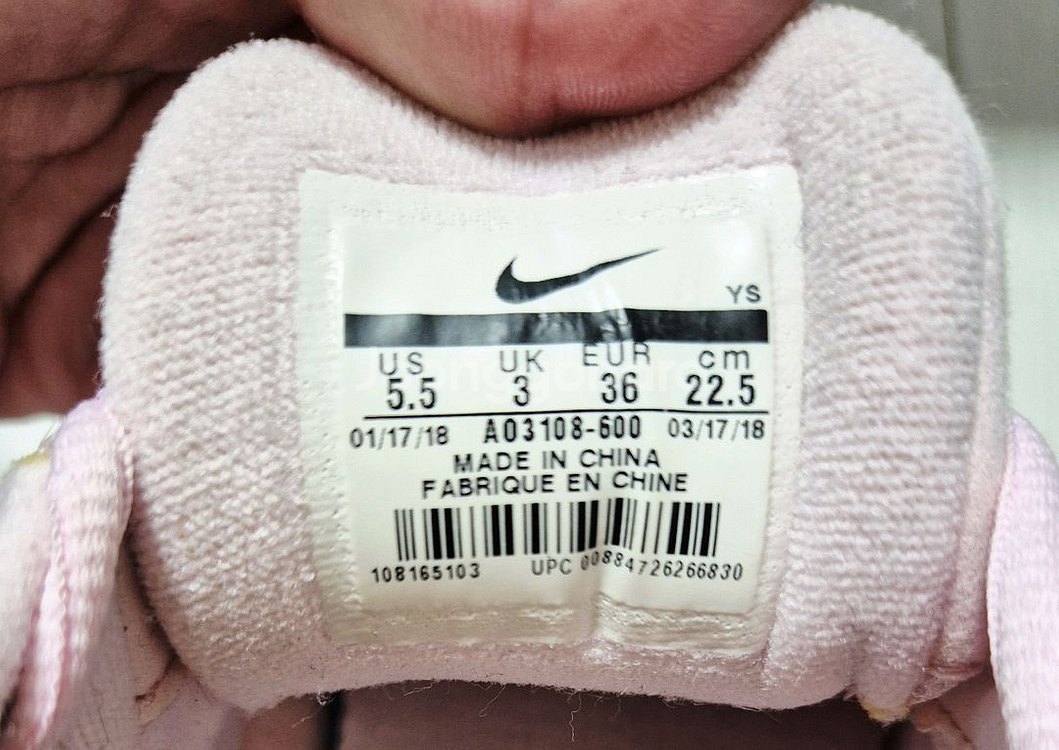 YS
US UK EUR cm
5.5 3 36 22.5
01/17/18 AO3108-600 03/17/18
MADE IN CHINA
FABRIQUE EN CHINE
108165103 UPC 00884726266830